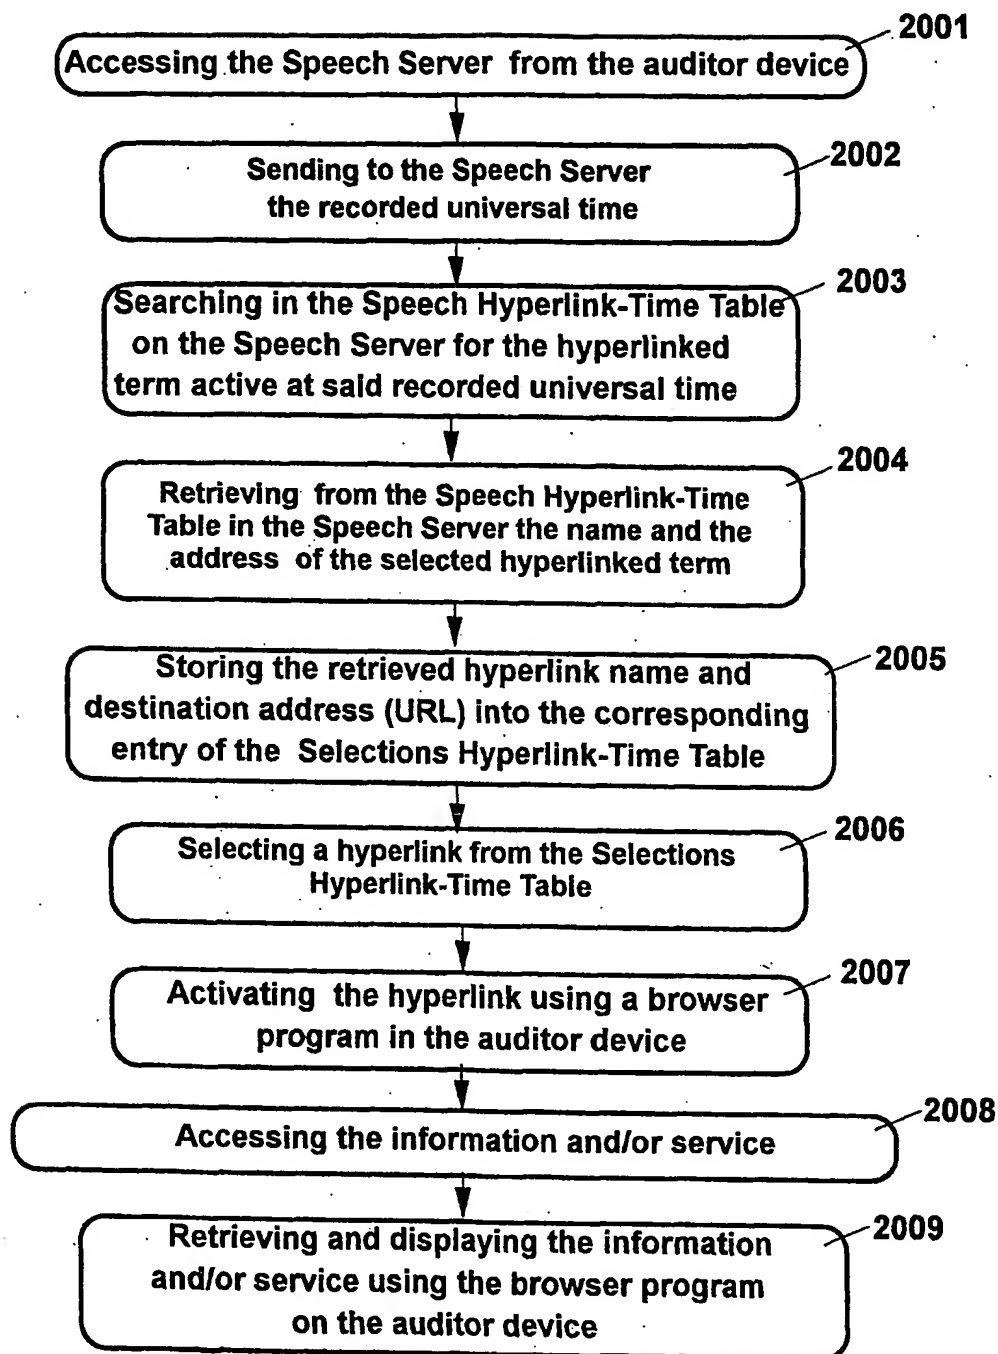 2001
Accessing the Speech Server from the auditor device
2002
Sending to the Speech Server
the recorded universal time
2003
Searching in the Speech Hyperlink-Time Table
on the Speech Server for the hyperlinked
term active at said recorded universal time
2004
Retrieving from the Speech Hyperlink-Time
Table in the Speech Server the name and the
address of the selected hyperlinked term
2005
Storing the retrieved hyperlink name and
destination address (URL) into the corresponding
entry of the Selections Hyperlink-Time Table
2006
Selecting a hyperlink from the Selections
Hyperlink-Time Table
2007
Activating the hyperlink using a browser
program in the auditor device
2008
Accessing the information and/or service
2009
Retrieving and displaying the information
and/or service using the browser program
on the auditor device